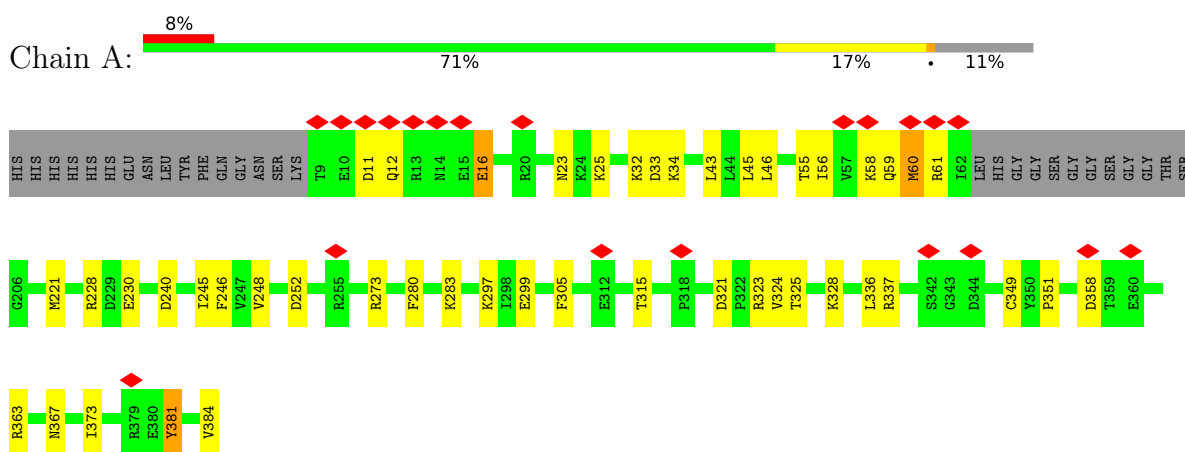 8%
Chain A:
71% 17% • 11%
HIS HIS HIS HIS HIS HIS GLU ASN LEU TYR PHE GLN GLY ASN SER LYS T9 E10 D11 Q12 R13 N14 E15 E16 R20 N23 K24 K25 K32 D33 K34 L43 L44 L45 L46 T55 I56 V57 K58 Q59 M60 R61 I62 LEU HIS GLY GLY SER GLY GLY SER GLY GLY THR SER
G206 M221 R228 D229 E230 D240 I245 F246 V247 V248 D252 R255 R273 F280 K283 K297 I298 E299 F305 E312 T315 P318 D321 P322 R323 V324 T325 K328 L336 R337 S342 G343 D344 C349 Y350 P351 D358 T359 E360
R363 N367 I373 R379 E380 Y381 V384